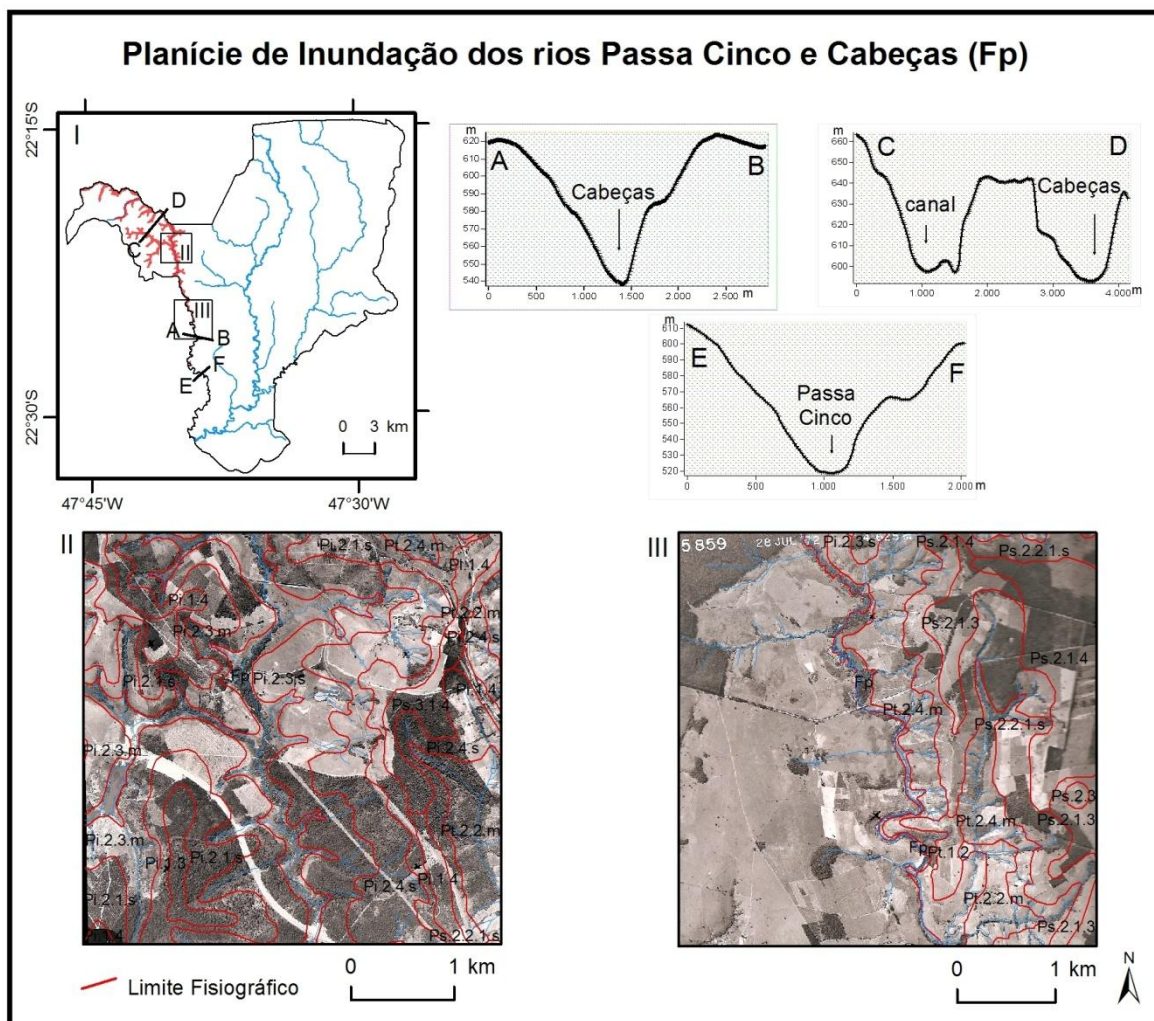 Planície de Inundação dos rios Passa Cinco e Cabeças (Fp)
22°15'S
22°30'S
47°45'W
47°30'W
I
D
C
II
III
A
B
F
E
0 3 km
m
620
600
580
560
540
A
B
Cabeças
0 500 1.000 1.500 2.000 2.500 m
m
660
640
620
600
C
D
canal
Cabeças
0 1.000 2.000 3.000 4.000
m
m
610
600
590
580
570
560
550
540
530
520
E
F
Passa
Cinco
0 500 1.000 1.500 2.000 m
II
Pi.2.1.s
Pt.2.4.m
Pi.1.4
Pi.1.4
Pi.2.3.m
Pt.2.2.m
Pi.2.4.s
Pi.2.1.s
Fp
Pi.2.3.s
Pi.1.4
Ps.3.1.4
Pi.2.3.m
Pi.2.4.s
Pt.2.2.m
Pi.2.3.m
Pi.1.3
Pi.2.1.s
Pi.2.4.s
Pi.1.4
Pi.2.1.s
Ps.2.2.1.s
III
5859 28 JUL 72
Pi.2.3.s
Ps.2.1.4
Ps.2.2.1.s
Ps.2.1.3
Ps.2.1.4
Fp
Pt.2.4.m
Ps.2.2.1.s
Ps.2.3
Ps.2.1.3
Pt.2.4.m
Fp
Pt.1.2
Pt.2.2.m
Ps.2.1.3
Limite Fisiográfico
0 1 km
0 1 km
N